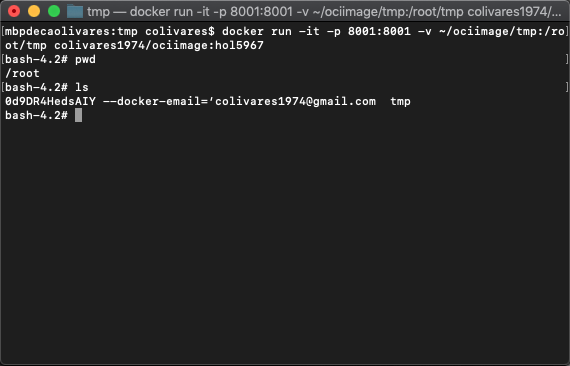 tmp — docker run -it -p 8001:8001 -v ~/ociimage/tmp:/root/tmp colivares1974/...
[mbpdecaolivares:tmp colivares$ docker run -it -p 8001:8001 -v ~/ociimage/tmp:/ro]
ot/tmp colivares1974/ociimage:hol5967
[bash-4.2# pwd ]
/root
[bash-4.2# ls ]
0d9DR4HedsAIY --docker-email=‘colivares1974@gmail.com  tmp
bash-4.2#